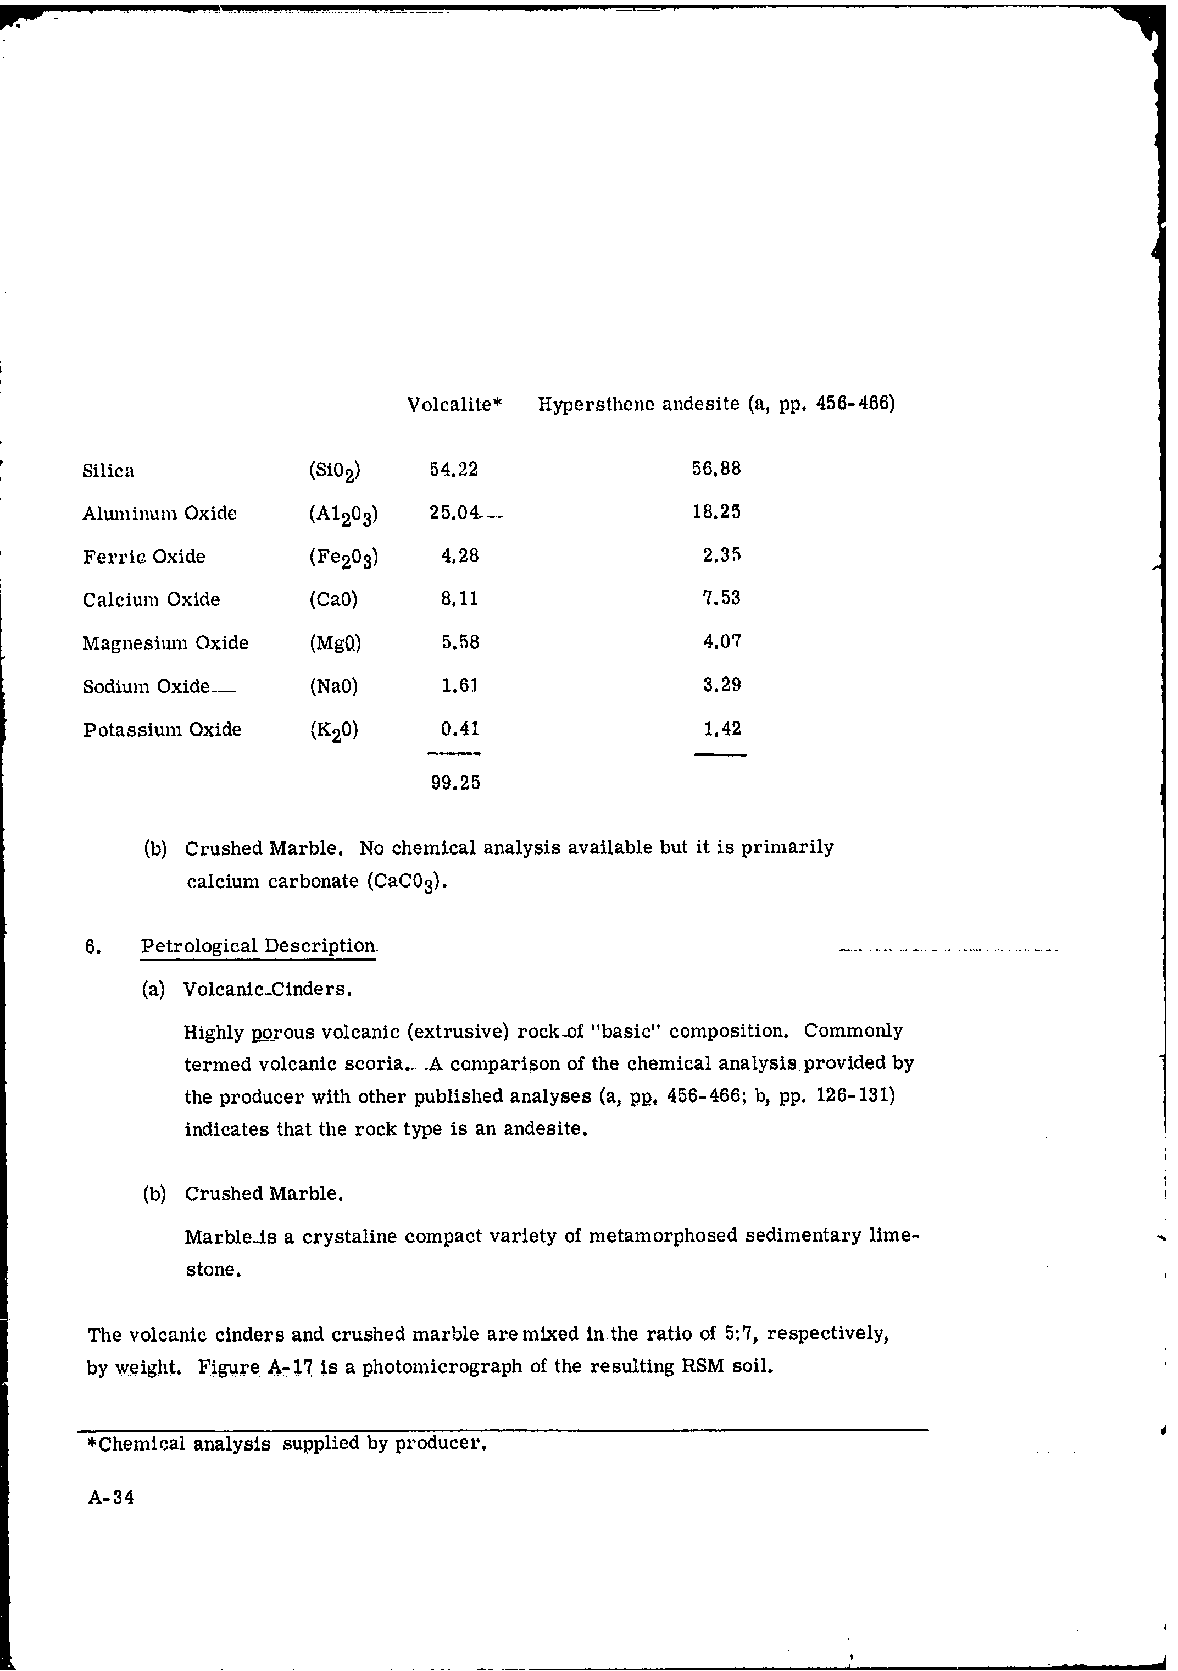 Volcalite* Hypersthene andesite (a, pp. 456-466)
Silica (SiO2) 54.22 56.88
Aluminum Oxide (Al2O3) 25.04 18.25
Ferric Oxide (Fe2O3) 4.28 2.35
Calcium Oxide (CaO) 8.11 7.53
Magnesium Oxide (MgO) 5.58 4.07
Sodium Oxide (NaO) 1.61 3.29
Potassium Oxide (K2O) 0.41 1.42
99.25
(b) Crushed Marble. No chemical analysis available but it is primarily
calcium carbonate (CaCO3).
6. Petrological Description
(a) Volcanic Cinders.
Highly porous volcanic (extrusive) rock of "basic" composition. Commonly
termed volcanic scoria. A comparison of the chemical analysis provided by
the producer with other published analyses (a, pp. 456-466; b, pp. 126-131)
indicates that the rock type is an andesite.
(b) Crushed Marble.
Marble is a crystaline compact variety of metamorphosed sedimentary lime-
stone.
The volcanic cinders and crushed marble are mixed in the ratio of 5:7, respectively,
by weight. Figure A-17 is a photomicrograph of the resulting RSM soil.
*Chemical analysis supplied by producer.
A-34